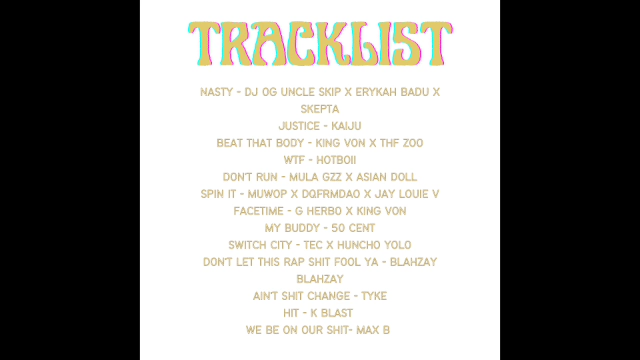 TRACKLIST
NASTY - DJ OG UNCLE SKIP X ERYKAH BADU X
SKEPTA
JUSTICE - KAIJU
BEAT THAT BODY - KING VON X THF ZOO
WTF - HOTBOII
DON'T RUN - MULA GZZ X ASIAN DOLL
SPIN IT - MUWOP X DQFRMDAO X JAY LOUIE V
FACETIME - G HERBO X KING VON
MY BUDDY - 50 CENT
SWITCH CITY - TEC X HUNCHO YOLO
DON'T LET THIS RAP SHIT FOOL YA - BLAHZAY
BLAHZAY
AIN'T SHIT CHANGE - TYKE
HIT - K BLAST
WE BE ON OUR SHIT- MAX B